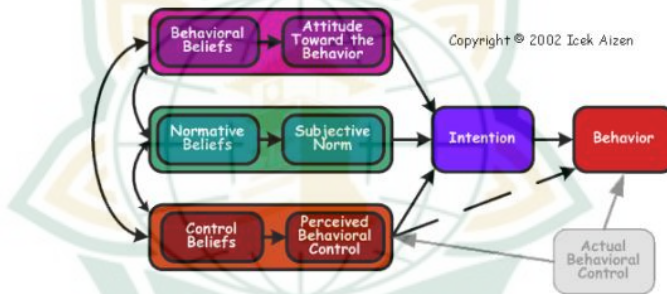 Behavioral
Beliefs
Attitude
Toward the
Behavior
Copyright © 2002 Icek Aizen
Normative
Beliefs
Subjective
Norm
Intention
Behavior
Control
Beliefs
Perceived
Behavioral
Control
Actual
Behavioral
Control